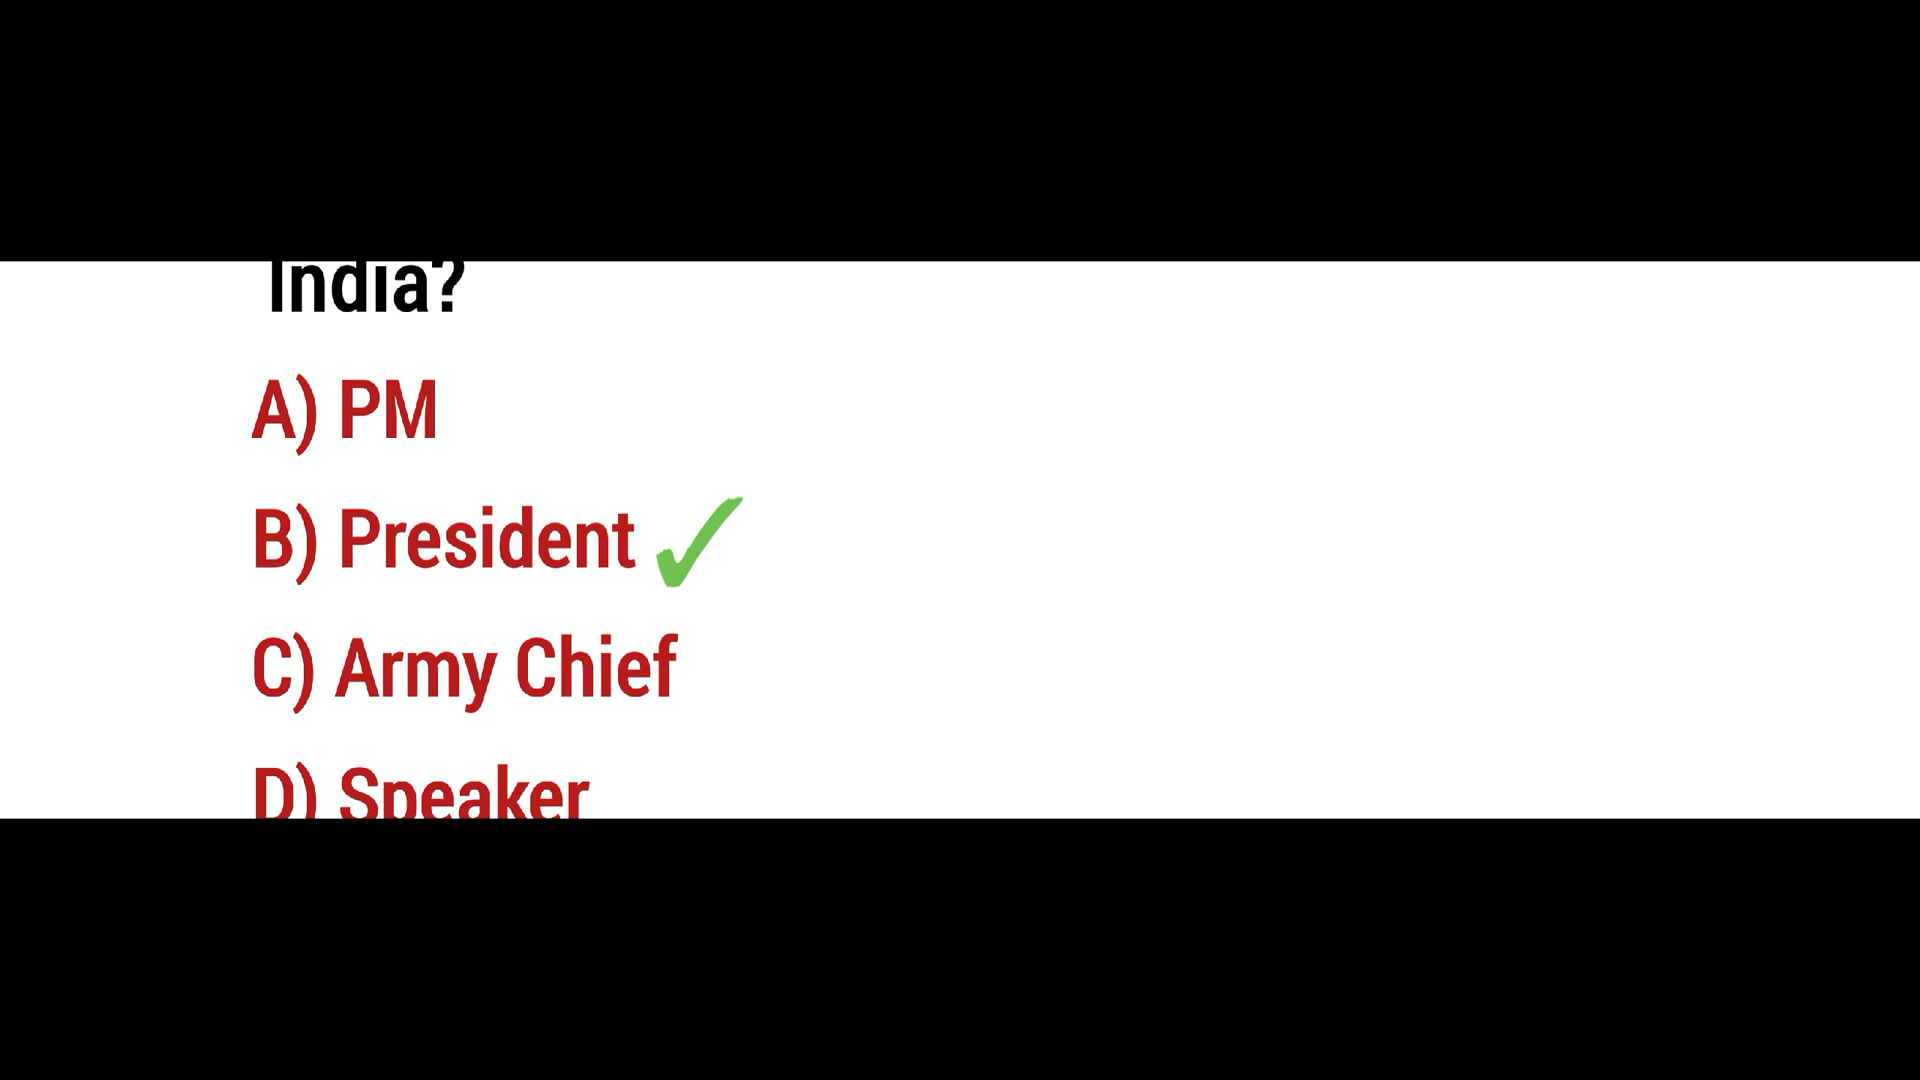 India?
A) PM
B) President
C) Army Chief
D) Speaker